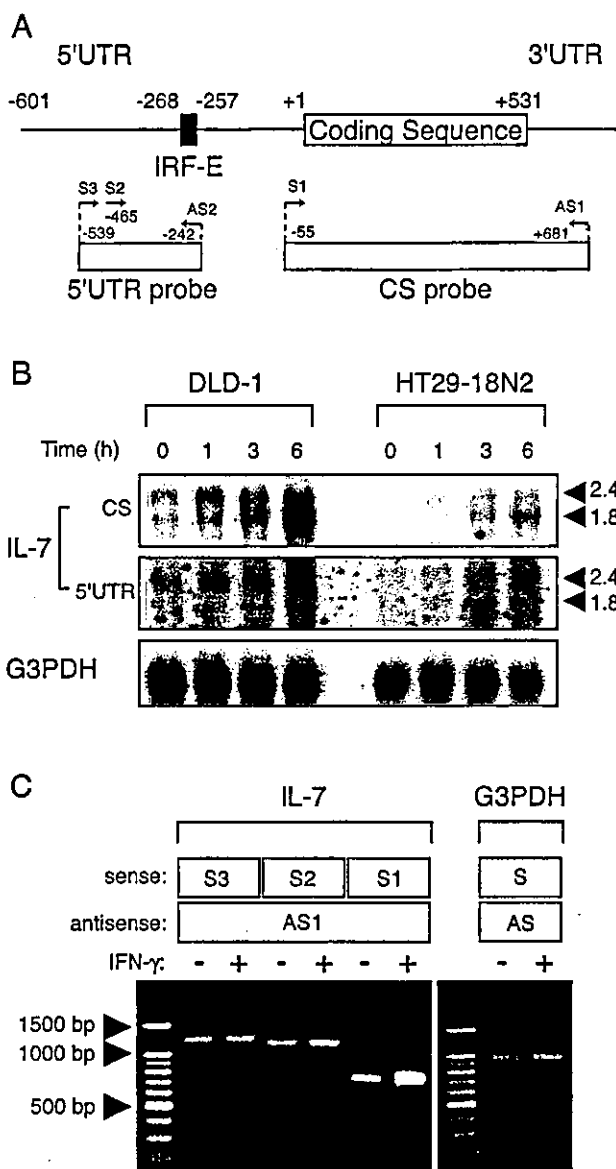 A
5'UTR 3'UTR
-601 -268 -257 +1 +531
Coding Sequence
IRF-E
S3 S2 AS2 S1 AS1
-465
-539 -242 -55 +681
5'UTR probe CS probe
B
DLD-1 HT29-18N2
Time (h) 0 1 3 6 0 1 3 6
CS 2.4
1.8
IL-7
5'UTR 2.4
1.8
G3PDH
C
IL-7 G3PDH
sense: S3 S2 S1 S
antisense: AS1 AS
IFN-γ: - + - + - + - +
1500 bp
1000 bp
500 bp